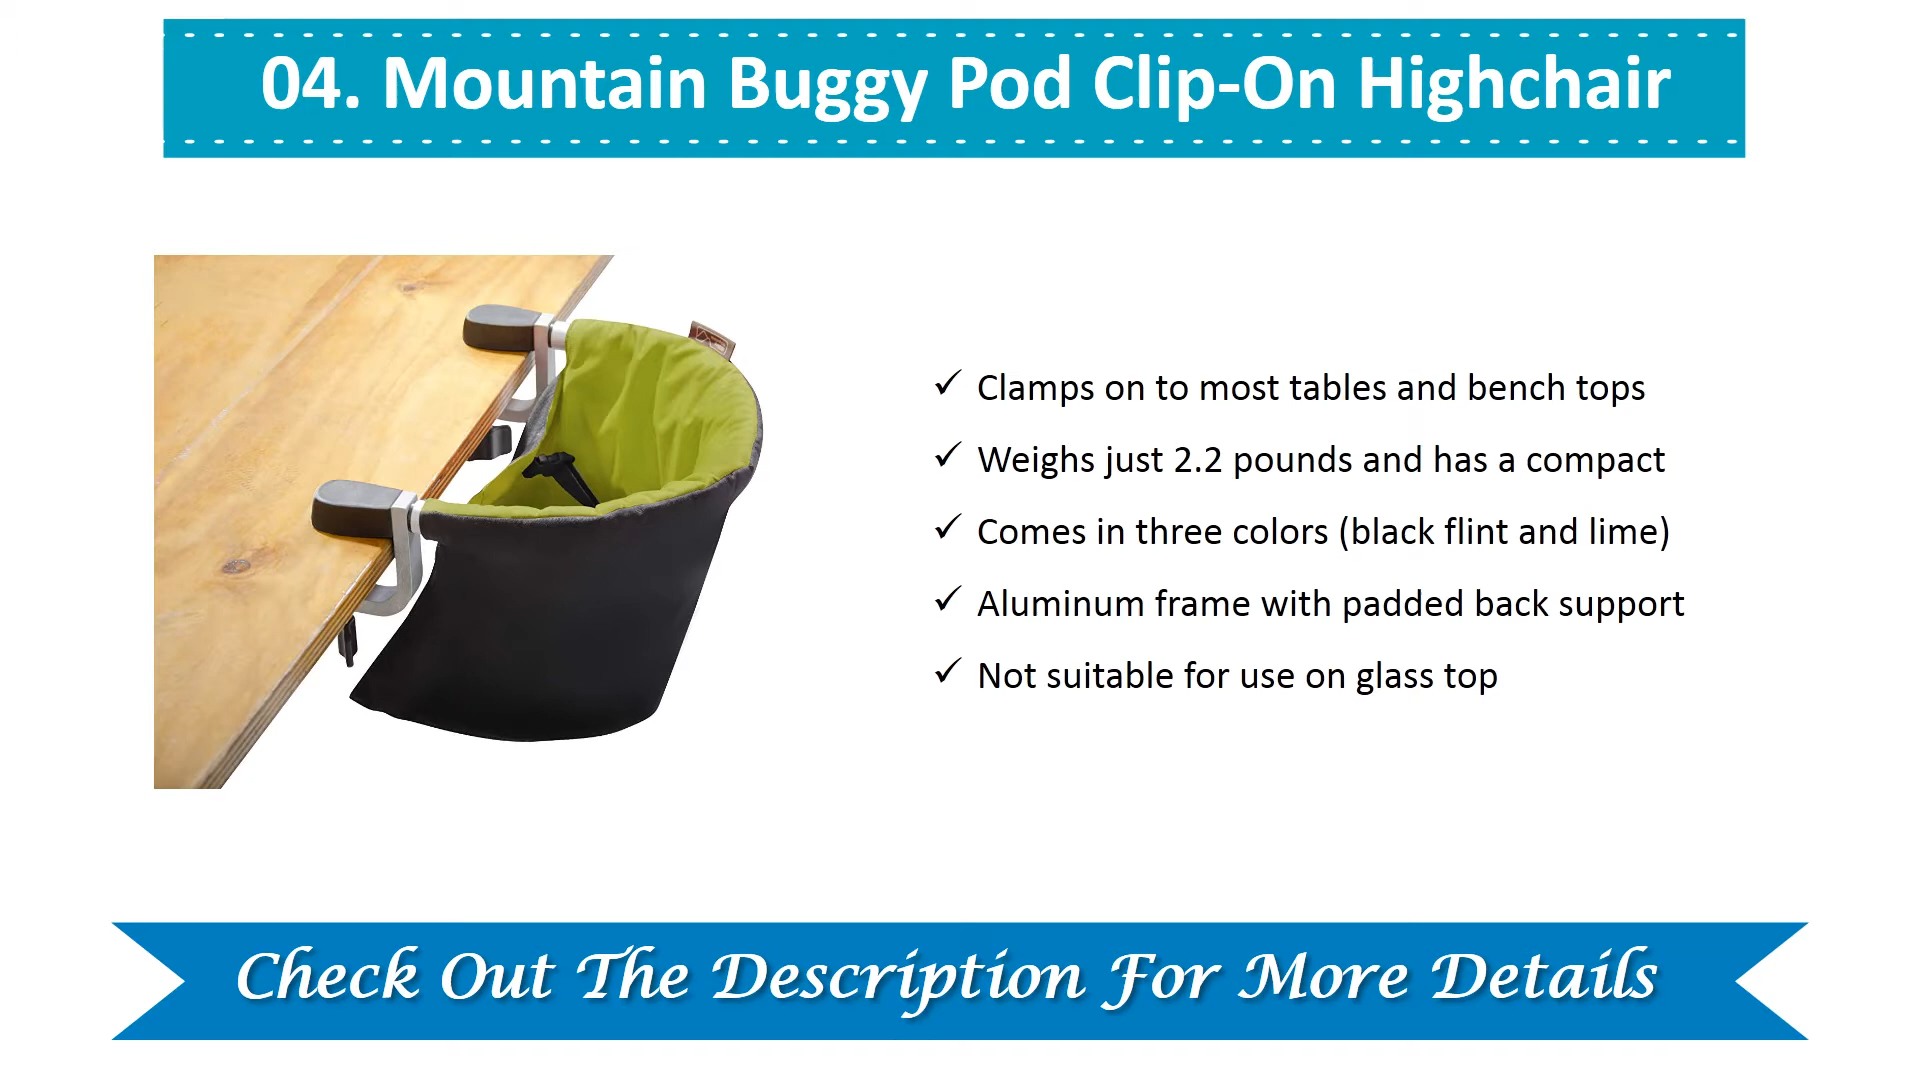 04. Mountain Buggy Pod Clip-On Highchair
✓ Clamps on to most tables and bench tops
✓ Weighs just 2.2 pounds and has a compact
✓ Comes in three colors (black flint and lime)
✓ Aluminum frame with padded back support
✓ Not suitable for use on glass top
Check Out The Description For More Details